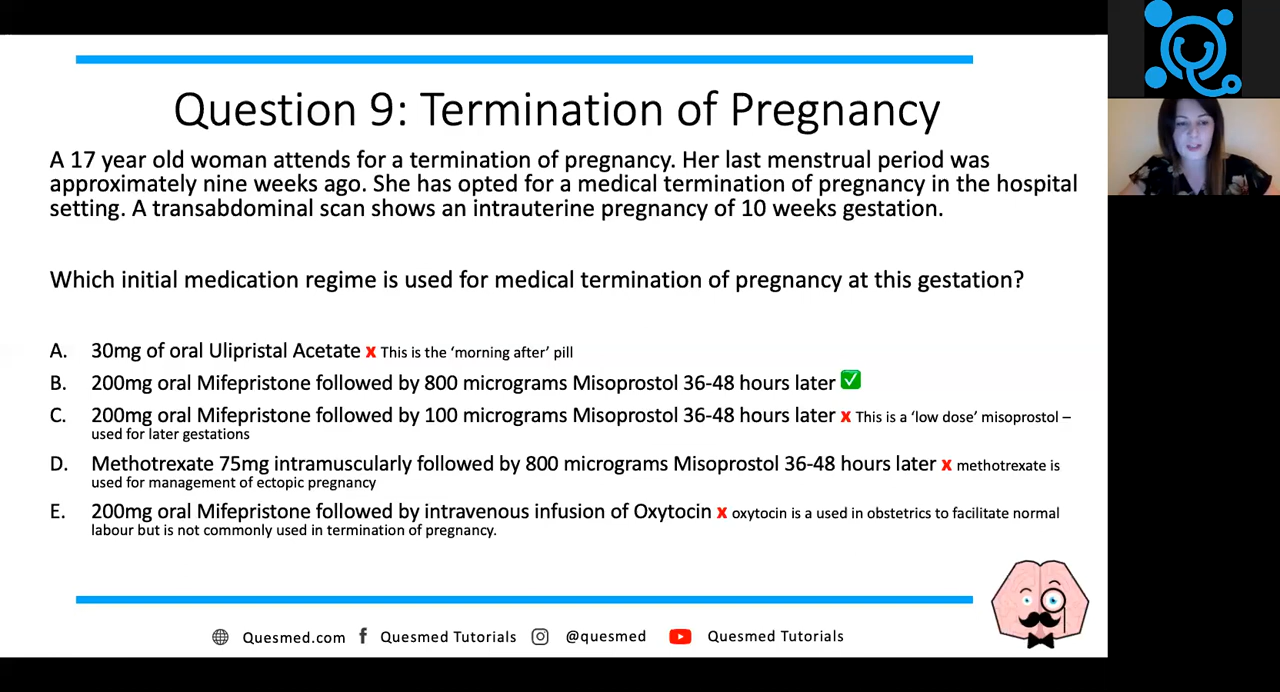 Question 9: Termination of Pregnancy
A 17 year old woman attends for a termination of pregnancy. Her last menstrual period was
approximately nine weeks ago. She has opted for a medical termination of pregnancy in the hospital
setting. A transabdominal scan shows an intrauterine pregnancy of 10 weeks gestation.
Which initial medication regime is used for medical termination of pregnancy at this gestation?
A. 30mg of oral Ulipristal Acetate x This is the ‘morning after’ pill
B. 200mg oral Mifepristone followed by 800 micrograms Misoprostol 36-48 hours later ✅
C. 200mg oral Mifepristone followed by 100 micrograms Misoprostol 36-48 hours later x This is a ‘low dose’ misoprostol –
used for later gestations
D. Methotrexate 75mg intramuscularly followed by 800 micrograms Misoprostol 36-48 hours later x methotrexate is
used for management of ectopic pregnancy
E. 200mg oral Mifepristone followed by intravenous infusion of Oxytocin x oxytocin is a used in obstetrics to facilitate normal
labour but is not commonly used in termination of pregnancy.
Quesmed.com f Quesmed Tutorials @quesmed Quesmed Tutorials